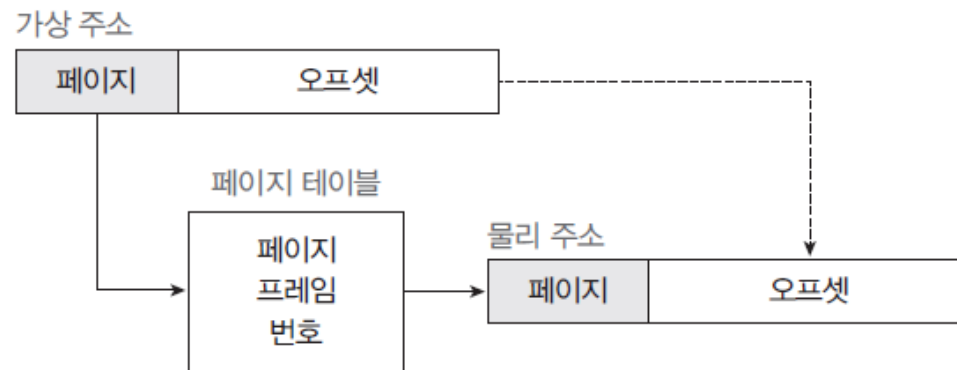 가상 주소
페이지 오프셋
페이지 테이블
페이지
프레임
번호
물리 주소
페이지 오프셋